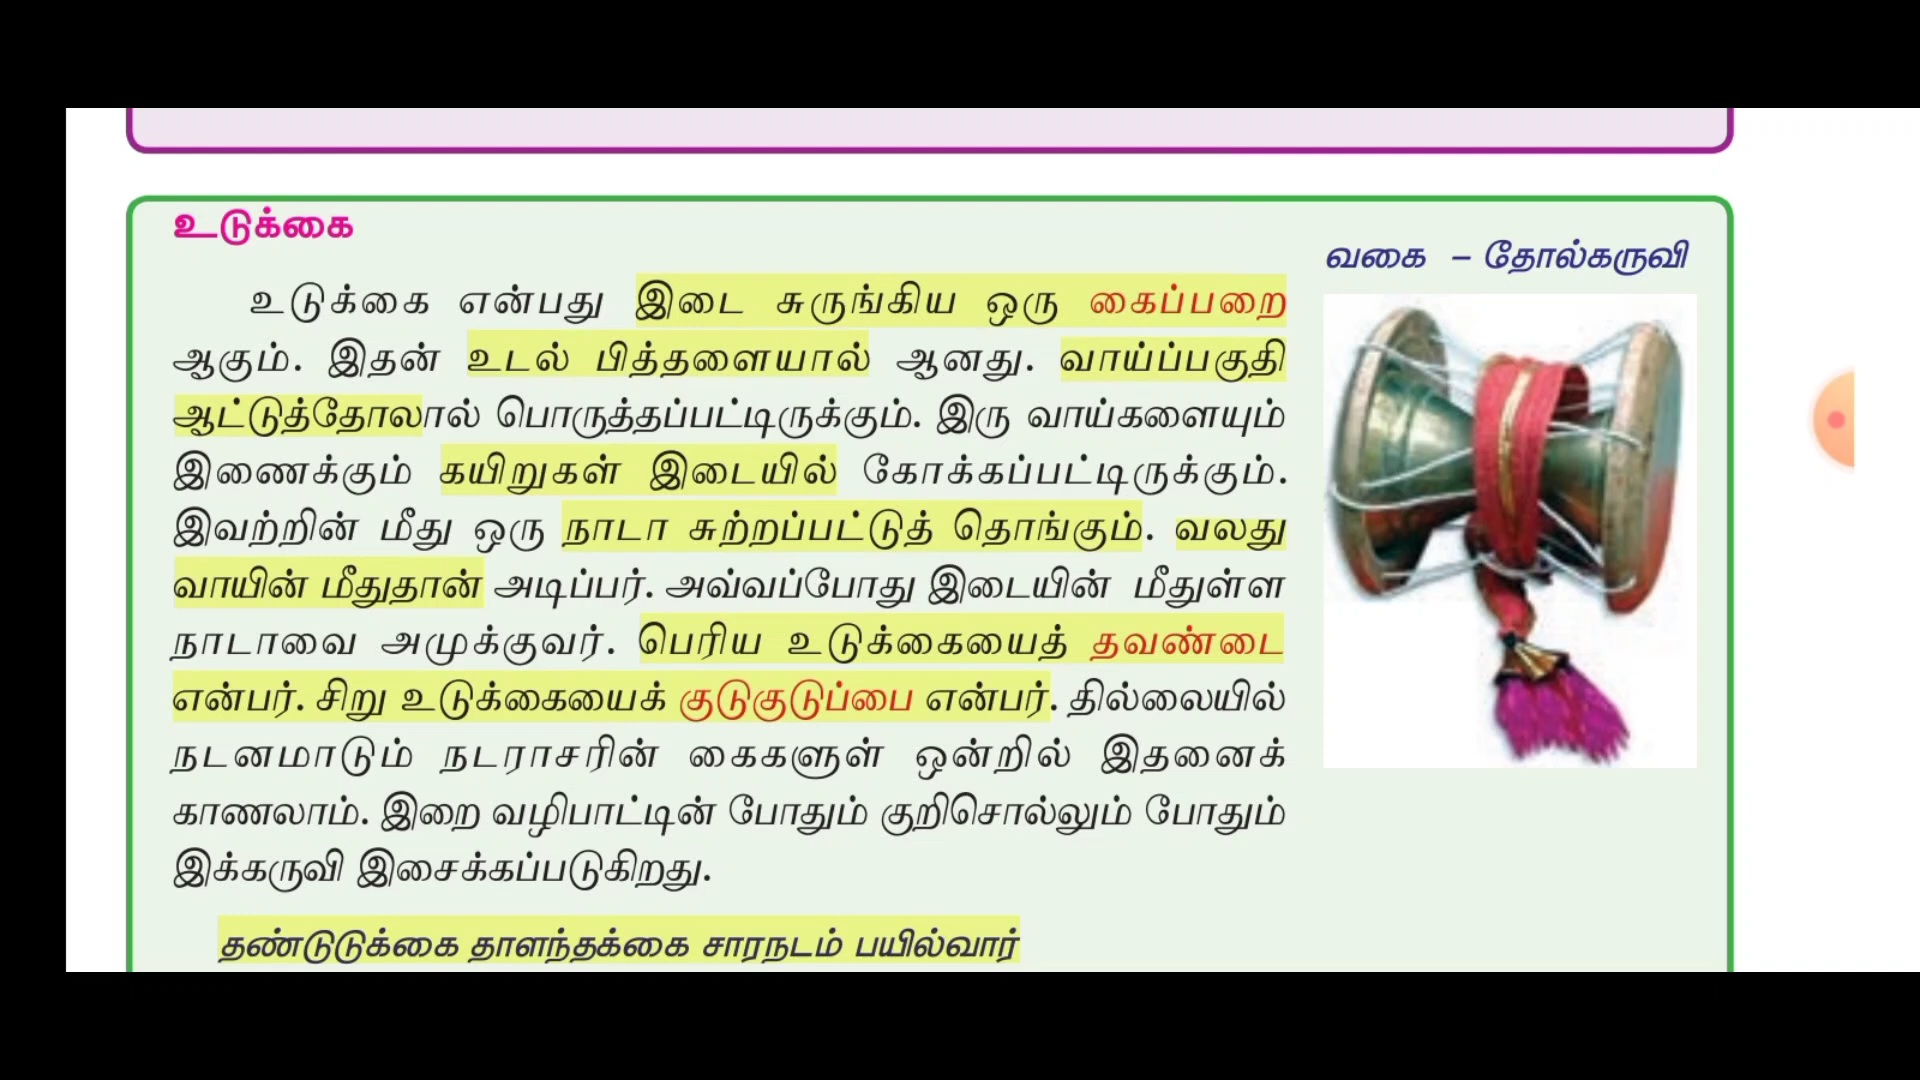 உடுக்கை
வகை – தோல்கருவி
உடுக்கை என்பது இடை சுருங்கிய ஒரு கைப்பறை
ஆகும். இதன் உடல் பித்தளையால் ஆனது. வாய்ப்பகுதி
ஆட்டுத்தோலால் பொருத்தப்பட்டிருக்கும். இரு வாய்களையும்
இணைக்கும் கயிறுகள் இடையில் கோக்கப்பட்டிருக்கும்.
இவற்றின் மீது ஒரு நாடா சுற்றப்பட்டுத் தொங்கும். வலது
வாயின் மீதுதான் அடிப்பர். அவ்வப்போது இடையின் மீதுள்ள
நாடாவை அமுக்குவர். பெரிய உடுக்கையைத் தவண்டை
என்பர். சிறு உடுக்கையைக் குடுகுடுப்பை என்பர். தில்லையில்
நடனமாடும் நடராசரின் கைகளுள் ஒன்றில் இதனைக்
காணலாம். இறை வழிபாட்டின் போதும் குறிசொல்லும் போதும்
இக்கருவி இசைக்கப்படுகிறது.
தண்டுடுக்கை தாளந்தக்கை சாரநடம் பயில்வார்